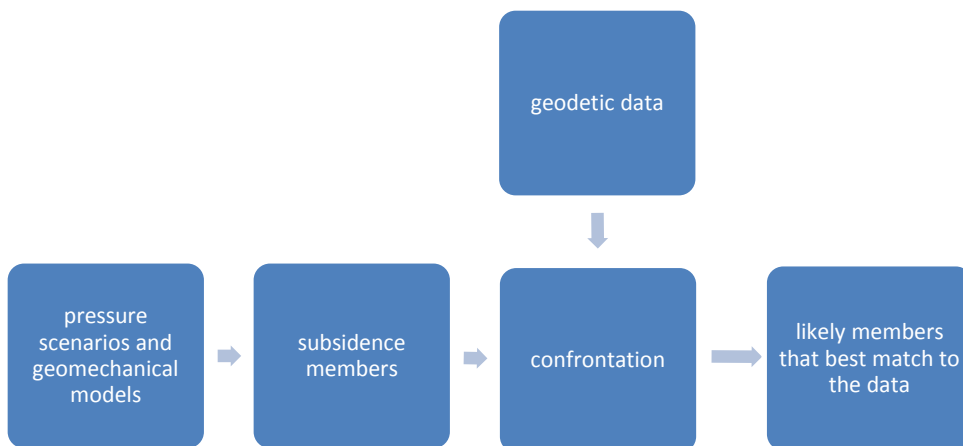 geodetic data
pressure
scenarios and
geomechanical
models
subsidence
members
confrontation
likely members
that best match to
the data